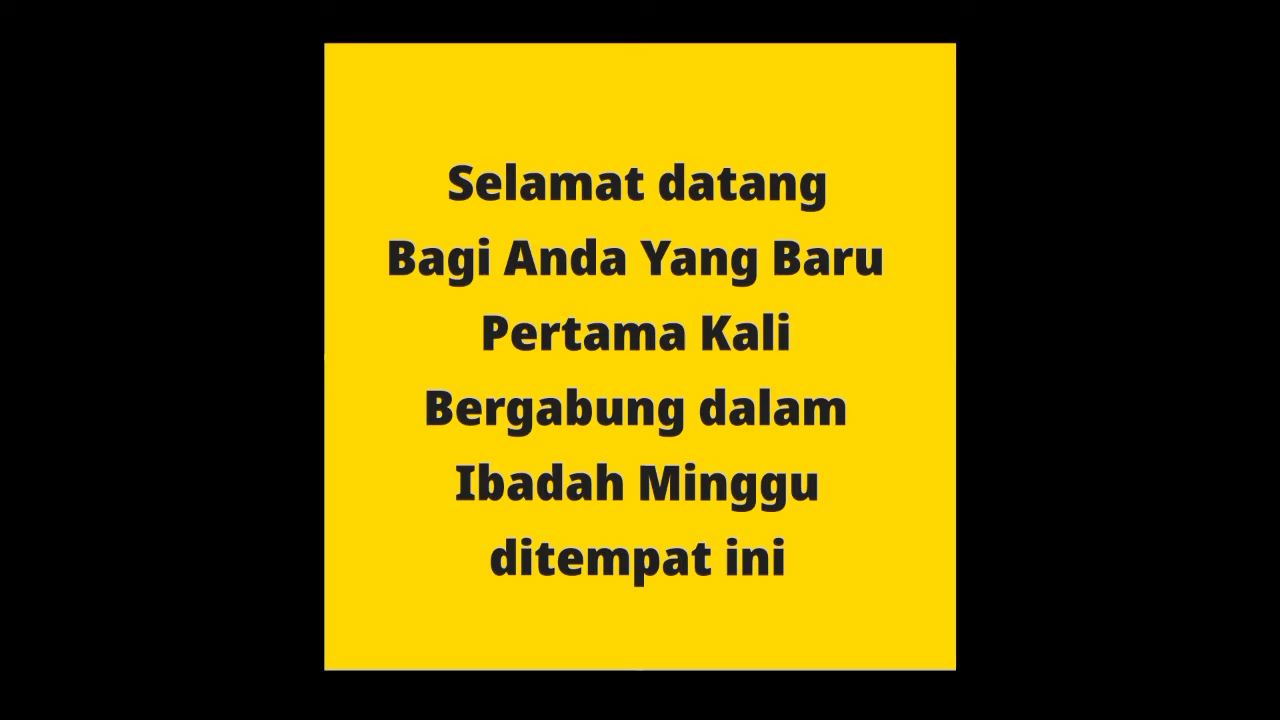 Selamat datang
Bagi Anda Yang Baru
Pertama Kali
Bergabung dalam
Ibadah Minggu
ditempat ini